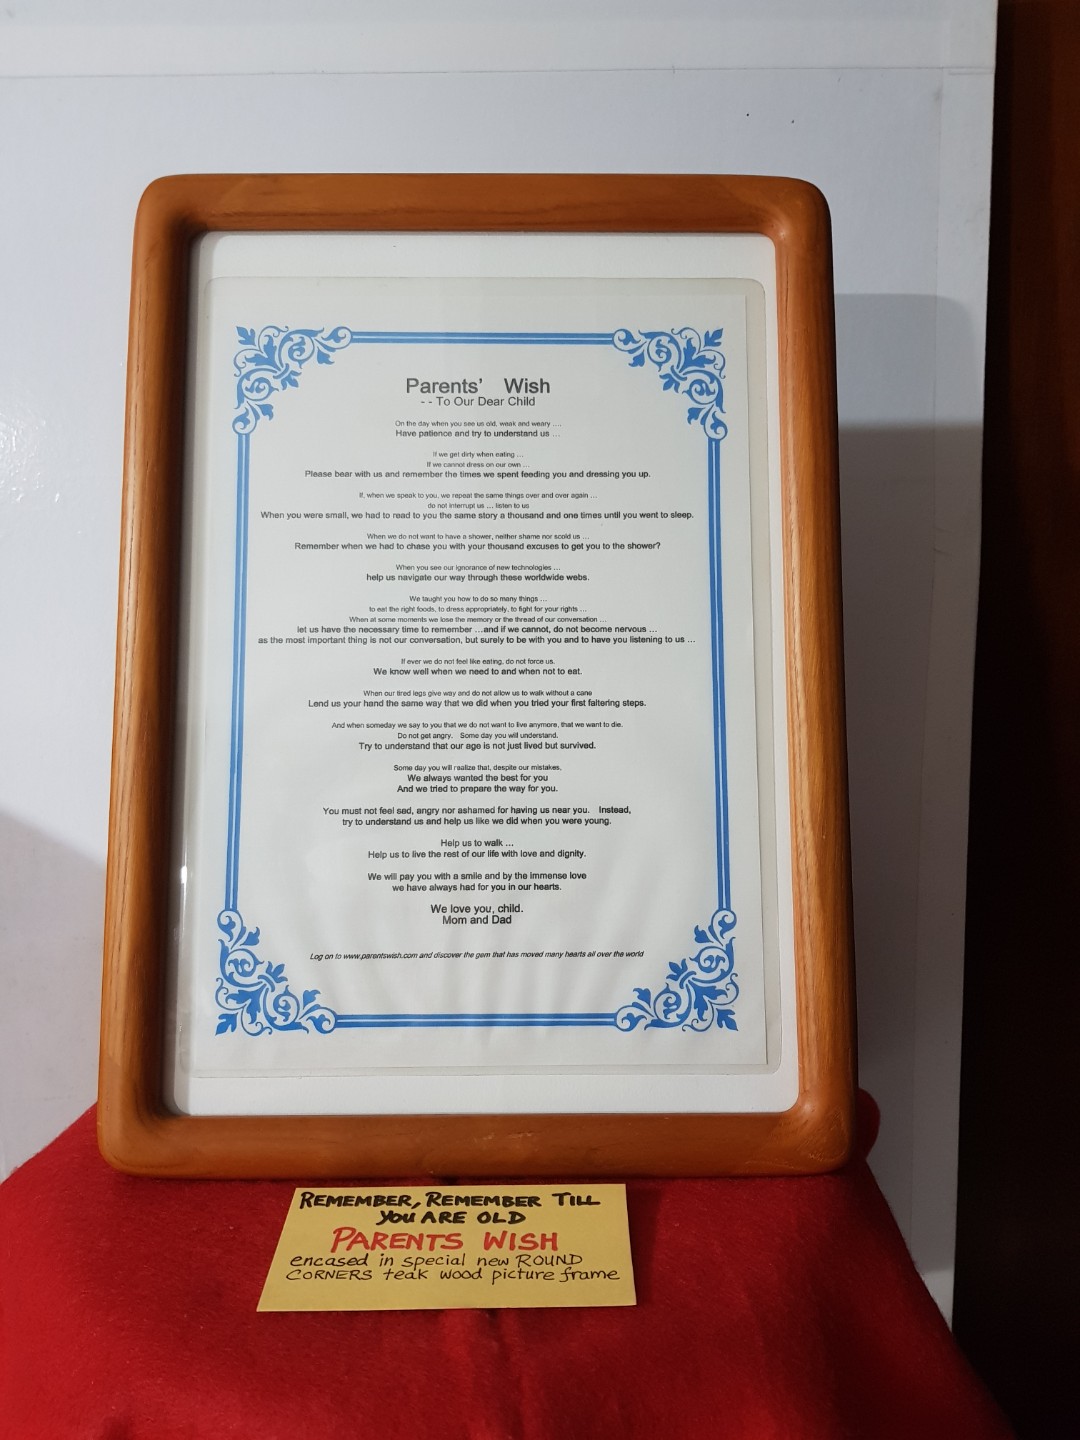 Parents' Wish
- - To Our Dear Child
On the day when you see us old, weak and weary ....
Have patience and try to understand us ...
If we get dirty when eating ...
If we cannot dress on our own ...
Please bear with us and remember the times we spent feeding you and dressing you up.
If, when we speak to you, we repeat the same things over and over again ...
do not interrupt us ... listen to us
When you were small, we had to read to you the same story a thousand and one times until you went to sleep.
When we do not want to have a shower, neither shame nor scold us ...
Remember when we had to chase you with your thousand excuses to get you to the shower?
When you see our ignorance of new technologies ...
help us navigate our way through these worldwide webs.
We taught you how to do so many things ...
to eat the right foods, to dress appropriately, to fight for your rights ...
When at some moments we lose the memory or the thread of our conversation ...
let us have the necessary time to remember ...and if we cannot, do not become nervous ...
as the most important thing is not our conversation, but surely to be with you and to have you listening to us ...
If ever we do not feel like eating, do not force us.
We know well when we need to and when not to eat.
When our tired legs give way and do not allow us to walk without a cane
Lend us your hand the same way that we did when you tried your first faltering steps.
And when someday we say to you that we do not want to live anymore, that we want to die.
Do not get angry. Some day you will understand.
Try to understand that our age is not just lived but survived.
Some day you will realize that, despite our mistakes,
We always wanted the best for you
And we tried to prepare the way for you.
You must not feel sad, angry nor ashamed for having us near you. Instead,
try to understand us and help us like we did when you were young.
Help us to walk ...
Help us to live the rest of our life with love and dignity.
We will pay you with a smile and by the immense love
we have always had for you in our hearts.
We love you, child.
Mom and Dad
Log on to www.parentswish.com and discover the gem that has moved many hearts all over the world
REMEMBER, REMEMBER TILL
YOU ARE OLD
PARENTS WISH
encased in special new ROUND
CORNERS teak wood picture frame